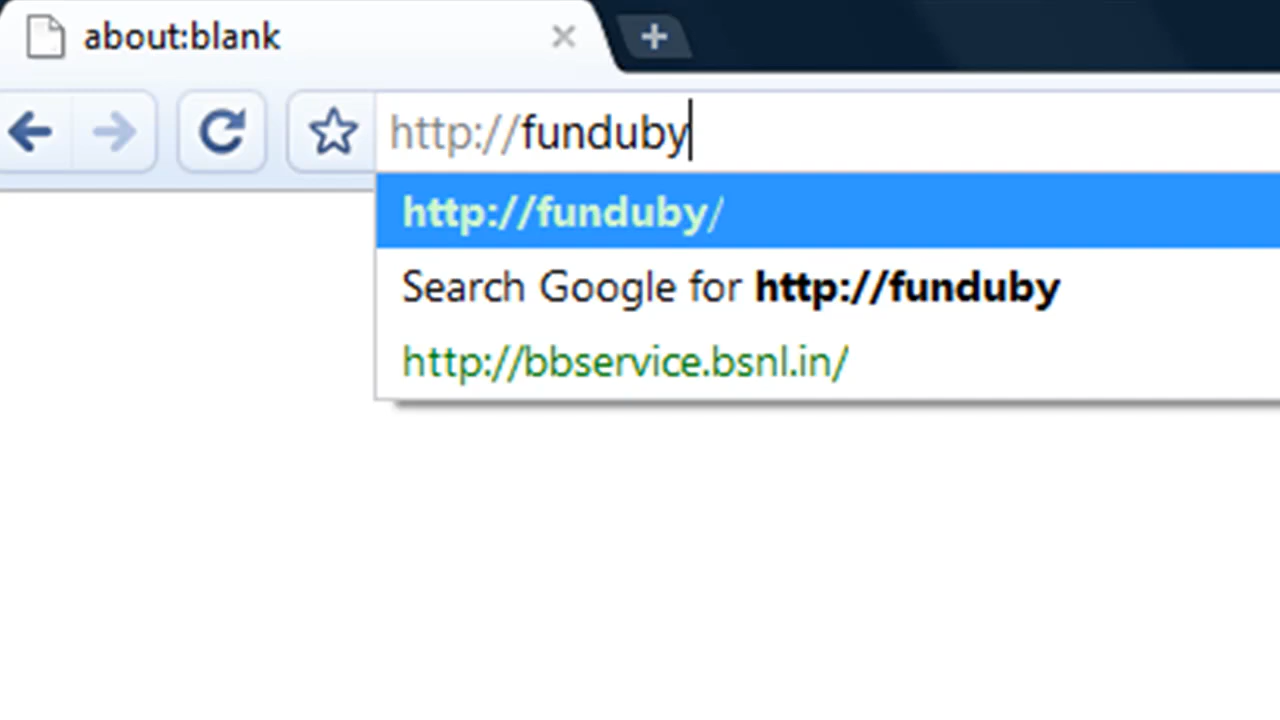 about:blank
http://funduby
http://funduby/
Search Google for http://funduby
http://bbservice.bsnl.in/